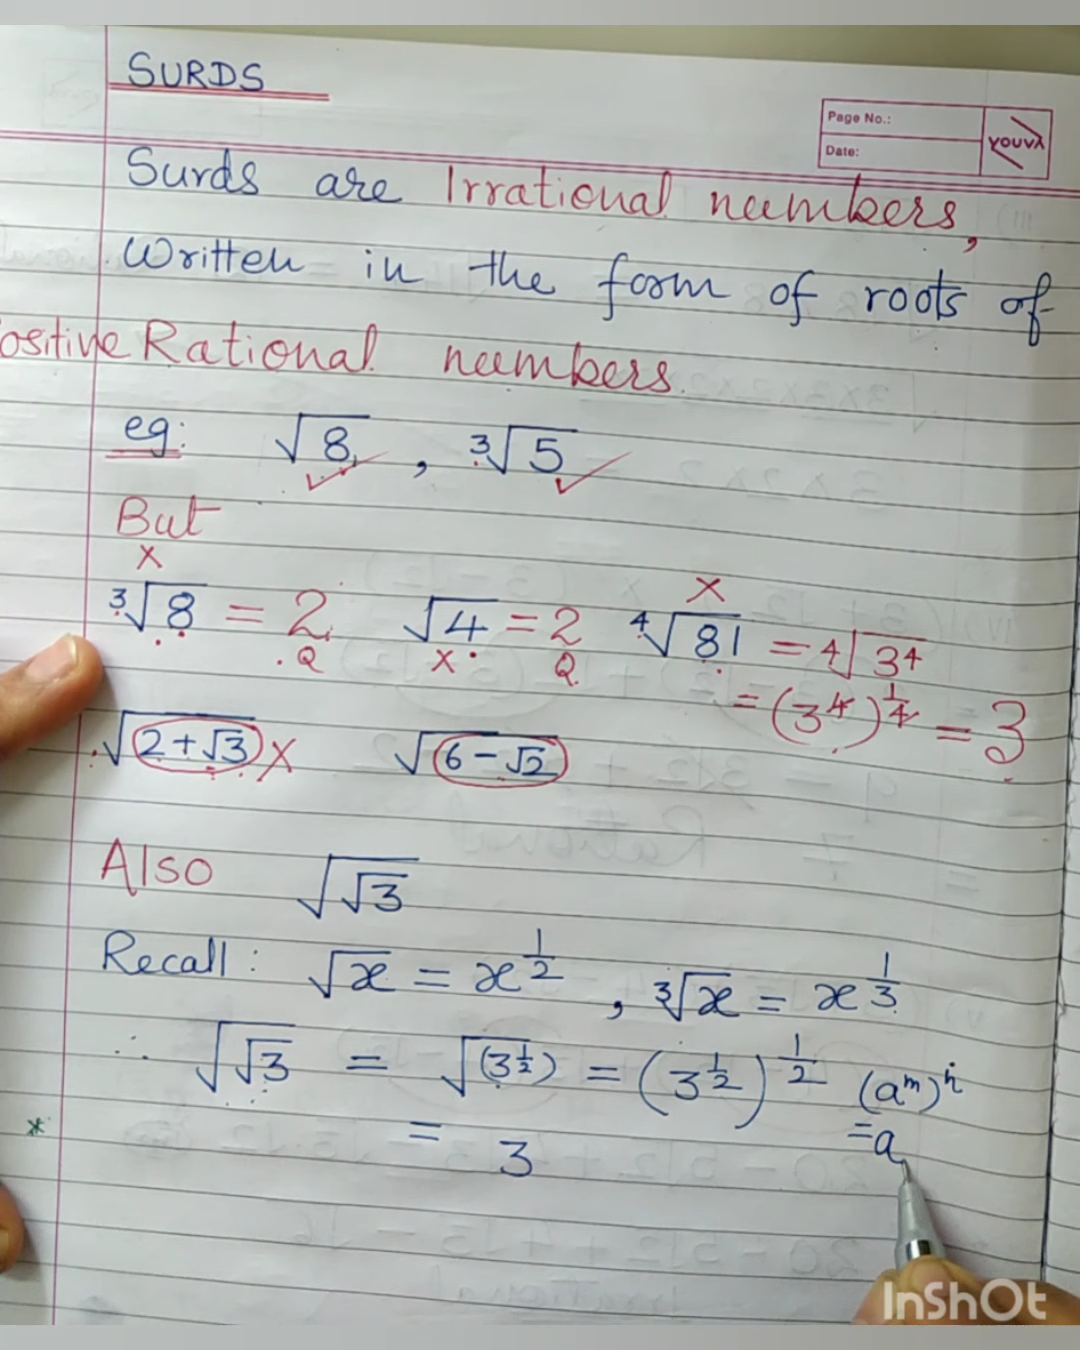 SURDS
Page No.:
Date:
YOUVA
Surds are Irrational numbers,
Written in the form of roots of
ositive Rational numbers.
eg: √8, , ³√5
But
³√8 = 2 √4 = 2 ⁴√81 = ⁴√3⁴
Q Q
= (3⁴)^(1/4) = 3
√(2+√3) X √(6-√2)
Also √√3
Recall: √x = x^(1/2) , ³√x = x^(1/3)
∴ √√3 = √(3^(1/2)) = (3^(1/2))^(1/2) (a^m)^n
= 3 =a
*
InShOt